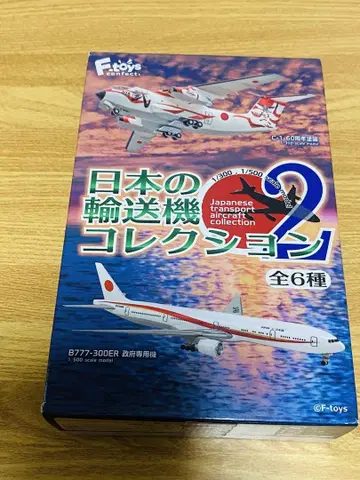 F-toys
confect.
C-1 60周年塗装
1/300 , 1/500 scale model
日本の
輸送機
コレクション
2
Japanese
transport
aircraft
collection
全6種
B777-300ER 政府専用機
1:500 scale model
©F-toys